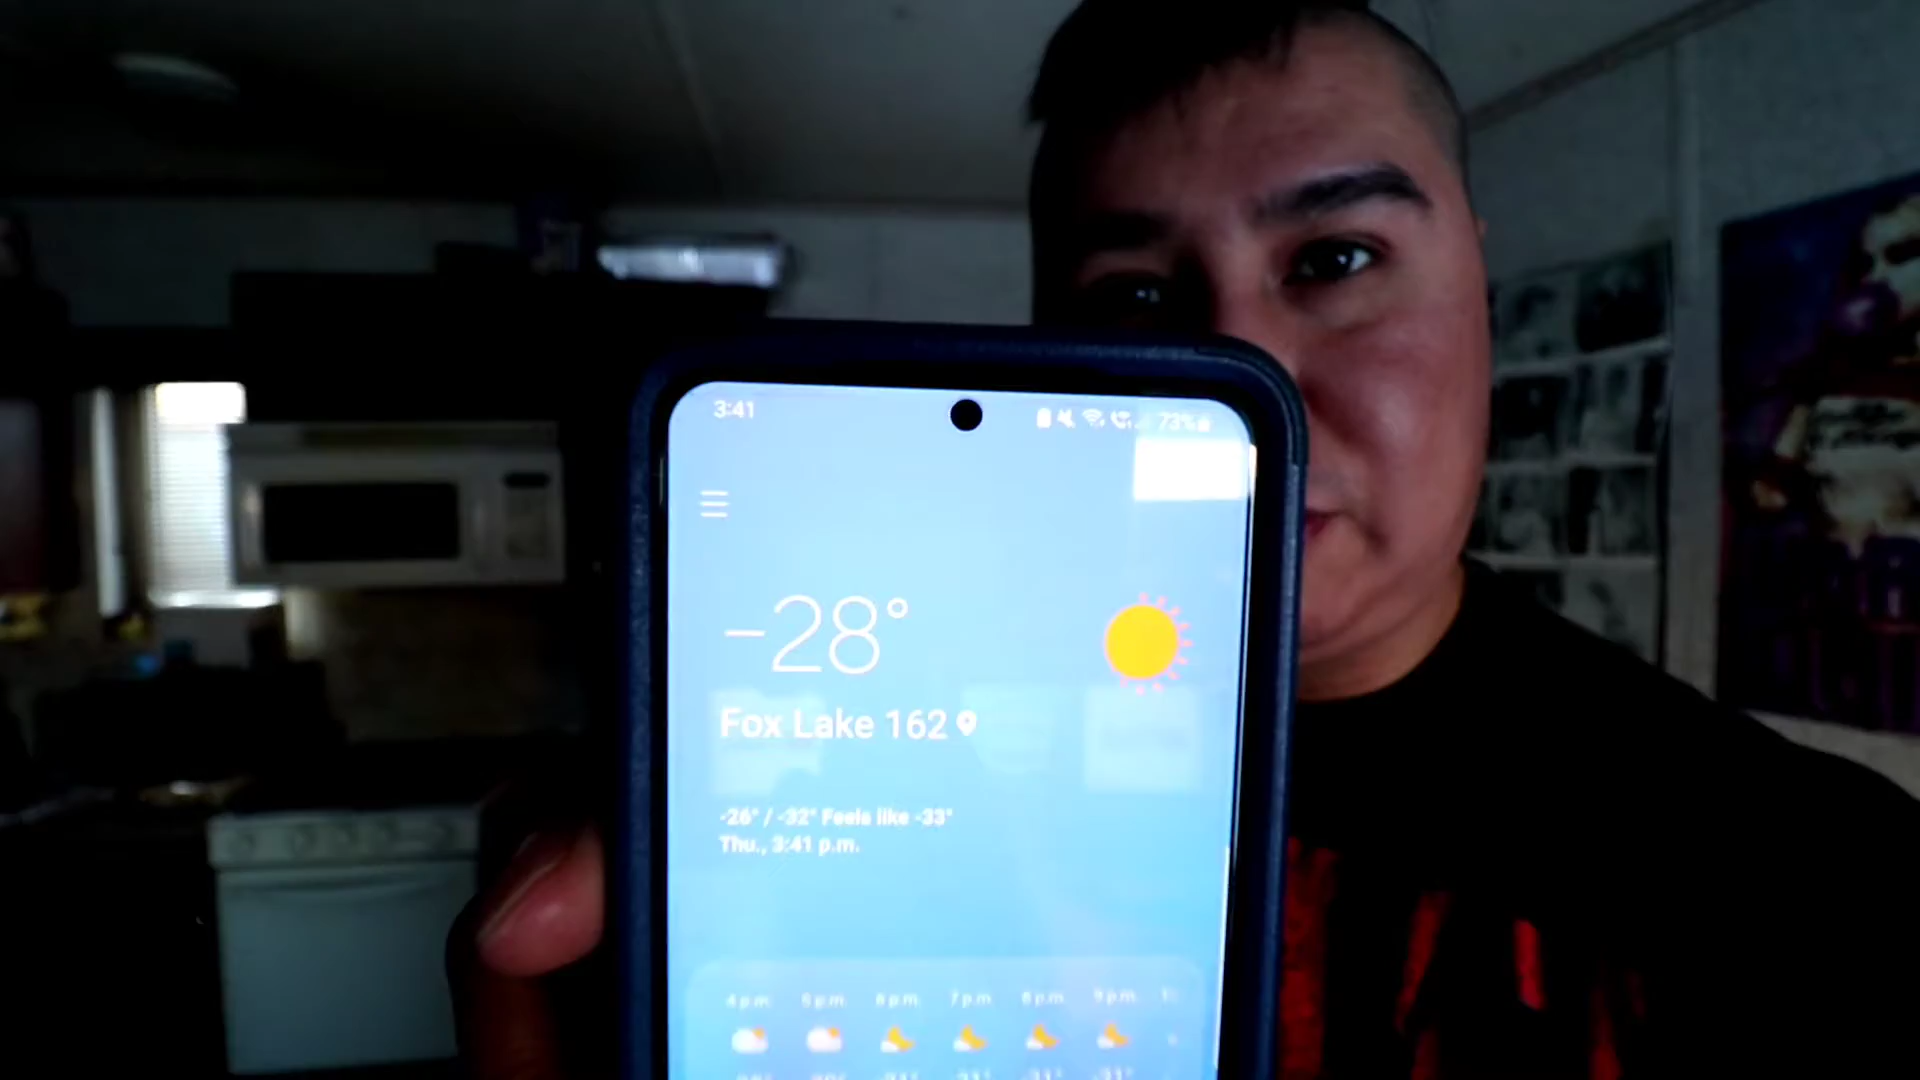 3:41
73%
-28°
Fox Lake 162
-26° / -32° Feels like -33°
Thu., 3:41 p.m.
4 p.m. 5 p.m. 6 p.m. 7 p.m. 8 p.m. 9 p.m.